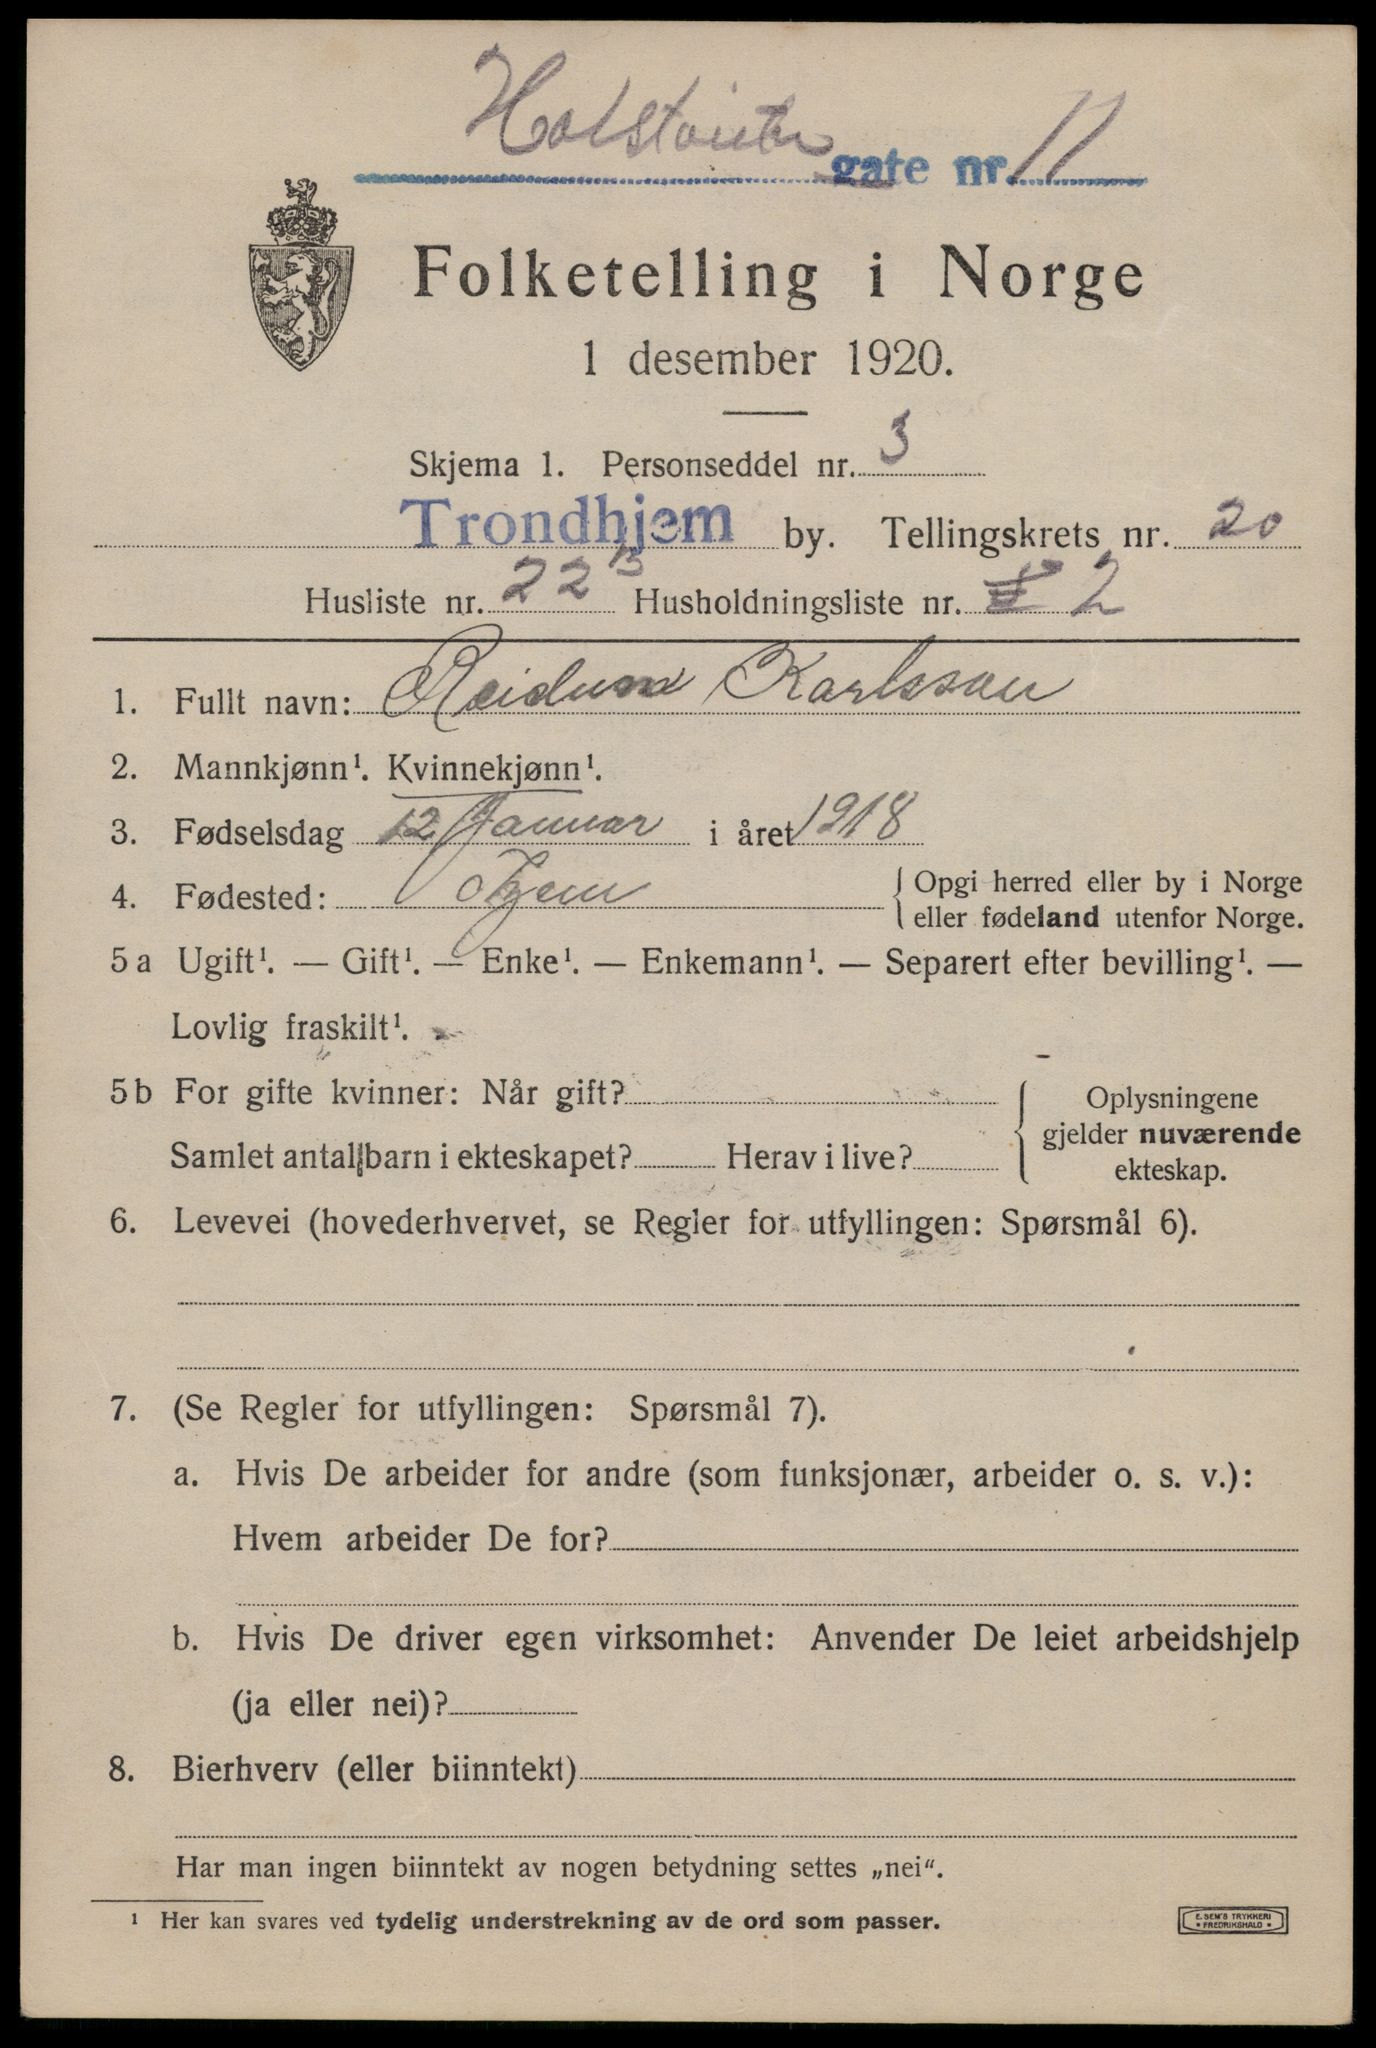 Holsteins gate nr. 11
Folketelling i Norge
1 desember 1920.
Skjema 1. Personseddel nr. 3
Trondhjem by. Tellingskrets nr. 20
Husliste nr. 22 B Husholdningsliste nr. 2
1. Fullt navn: Reidun Karlsson
2. Mannkjønn¹. Kvinnekjønn¹.
3. Fødselsdag 12 Januar i året 1918
4. Fødested: Tjem { Opgi herred eller by i Norge
eller fødeland utenfor Norge.
5 a Ugift¹. — Gift¹. — Enke¹. — Enkemann¹. — Separert efter bevilling¹. —
Lovlig fraskilt¹.
5 b For gifte kvinner: Når gift? { Oplysningene
gjelder nuværende
Samlet antall barn i ekteskapet? Herav i live?
ekteskap.
6. Levevei (hovederhvervet, se Regler for utfyllingen: Spørsmål 6).
7. (Se Regler for utfyllingen: Spørsmål 7).
a. Hvis De arbeider for andre (som funksjonær, arbeider o. s. v.):
Hvem arbeider De for?
b. Hvis De driver egen virksomhet: Anvender De leiet arbeidshjelp
(ja eller nei)?
8. Bierhverv (eller biinntekt)
Har man ingen biinntekt av nogen betydning settes „nei“.
¹ Her kan svares ved tydelig understrekning av de ord som passer.
E. SEM'S TRYKKERI
* FREDRIKSHALD *